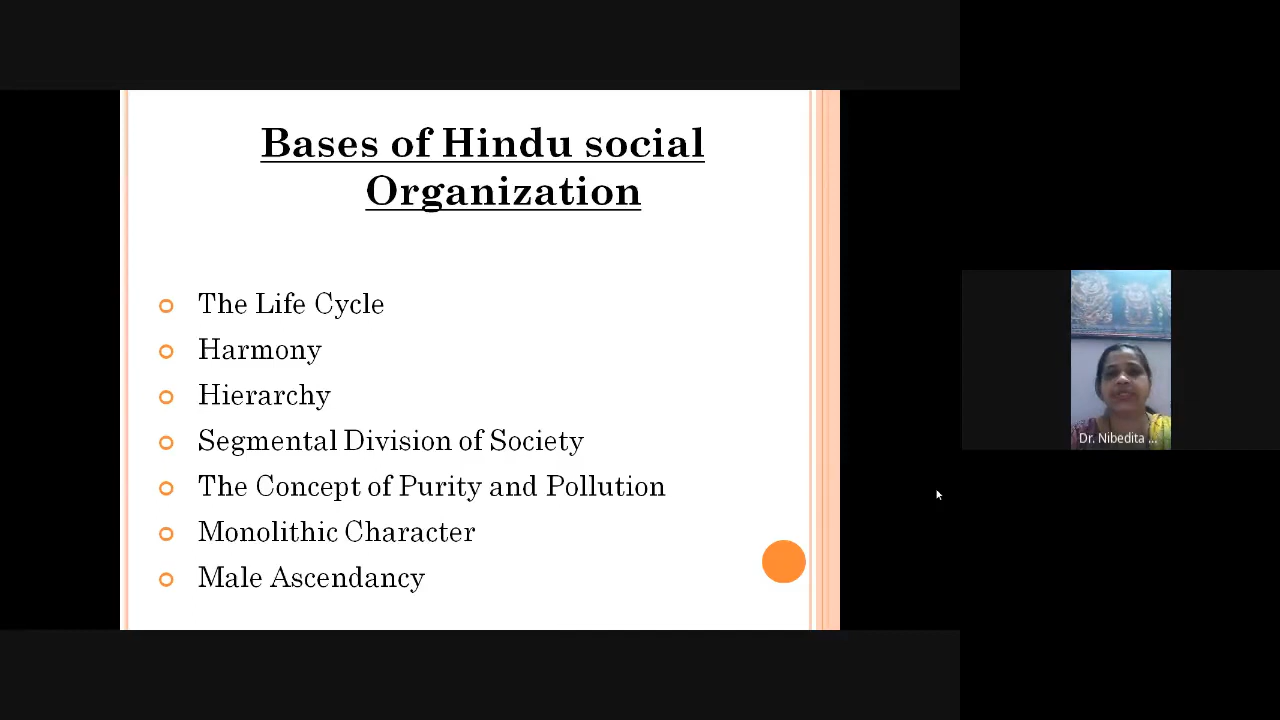 Bases of Hindu social
Organization
The Life Cycle
Harmony
Hierarchy
Segmental Division of Society
The Concept of Purity and Pollution
Monolithic Character
Male Ascendancy
Dr. Nibedita ...